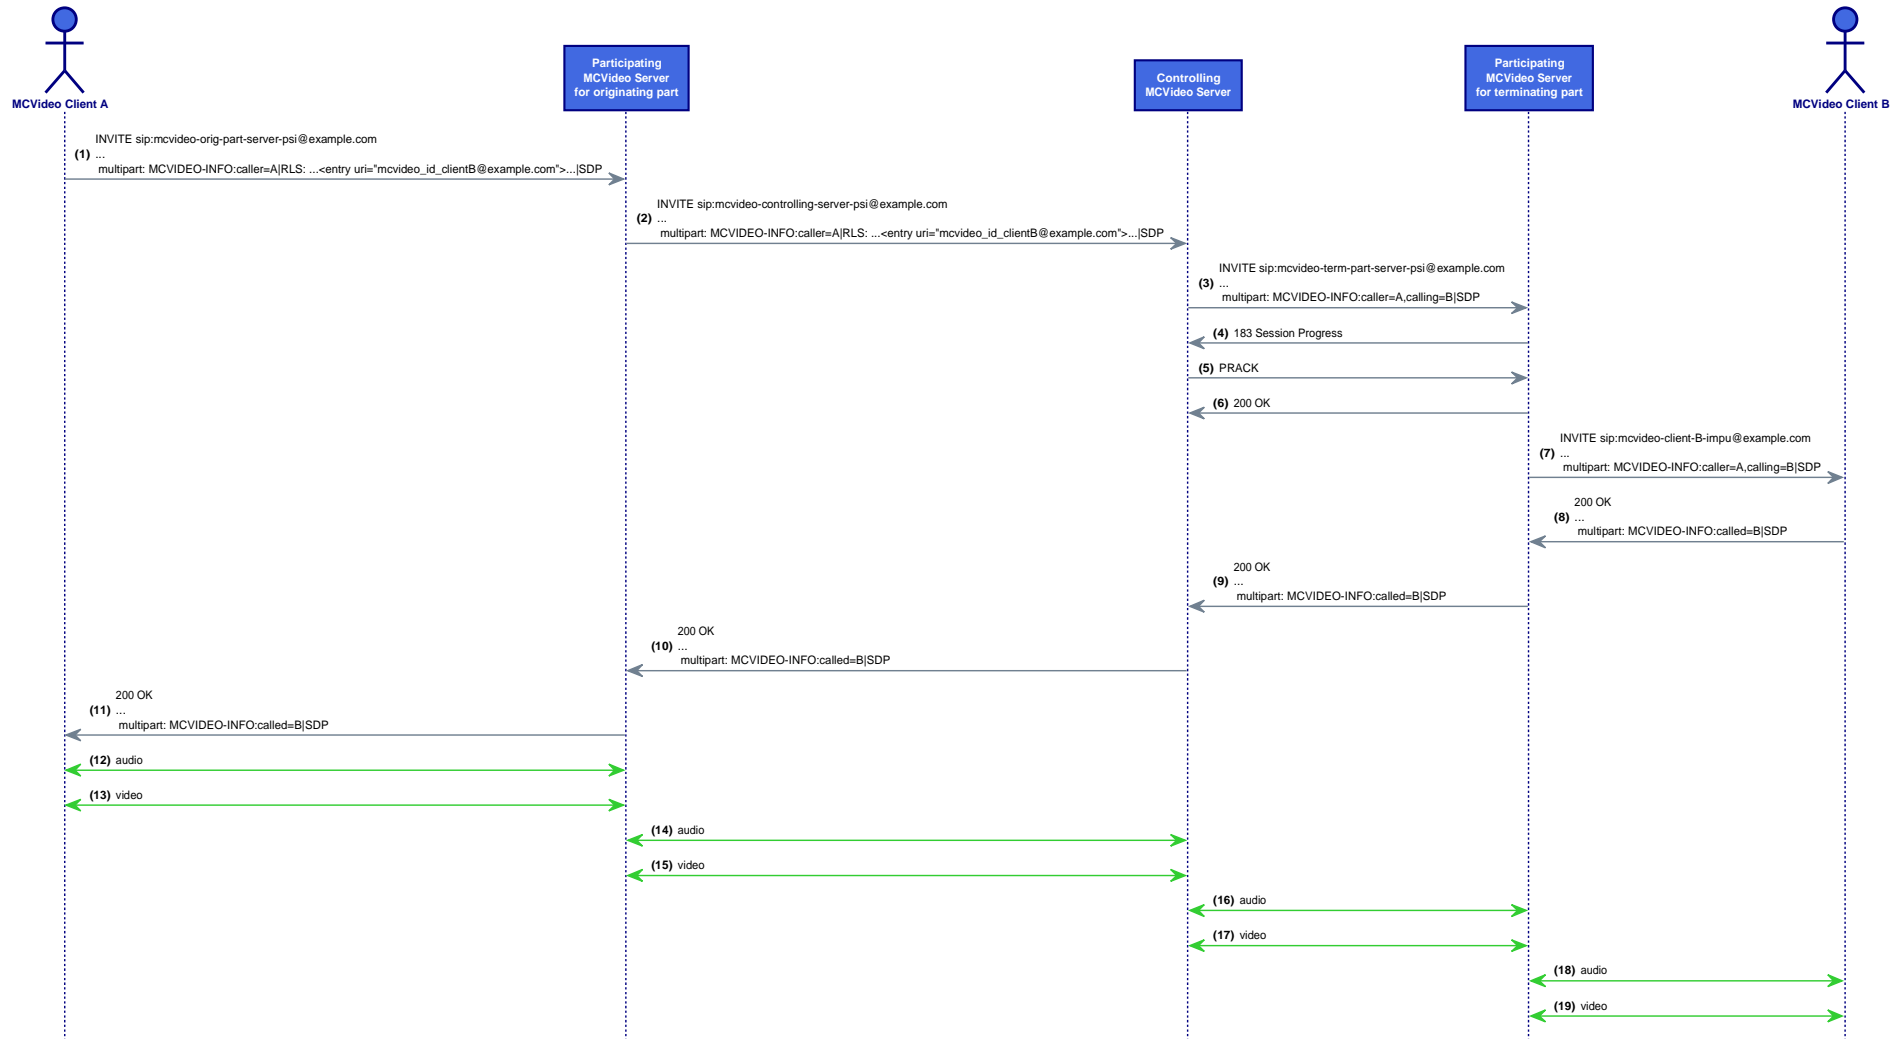 MCVideo Client A
Participating
MCVideo Server
for originating part
Controlling
MCVideo Server
Participating
MCVideo Server
for terminating part
MCVideo Client B
INVITE sip:mcvideo-orig-part-server-psi@example.com
(1) ...
multipart: MCVIDEO-INFO:caller=A|RLS: ...<entry uri="mcvideo_id_clientB@example.com">...|SDP
INVITE sip:mcvideo-controlling-server-psi@example.com
(2) ...
multipart: MCVIDEO-INFO:caller=A|RLS: ...<entry uri="mcvideo_id_clientB@example.com">...|SDP
INVITE sip:mcvideo-term-part-server-psi@example.com
(3) ...
multipart: MCVIDEO-INFO:caller=A,calling=B|SDP
(4) 183 Session Progress
(5) PRACK
(6) 200 OK
INVITE sip:mcvideo-client-B-impu@example.com
(7) ...
multipart: MCVIDEO-INFO:caller=A,calling=B|SDP
200 OK
(8) ...
multipart: MCVIDEO-INFO:called=B|SDP
200 OK
(9) ...
multipart: MCVIDEO-INFO:called=B|SDP
200 OK
(10) ...
multipart: MCVIDEO-INFO:called=B|SDP
200 OK
(11) ...
multipart: MCVIDEO-INFO:called=B|SDP
(12) audio
(13) video
(14) audio
(15) video
(16) audio
(17) video
(18) audio
(19) video